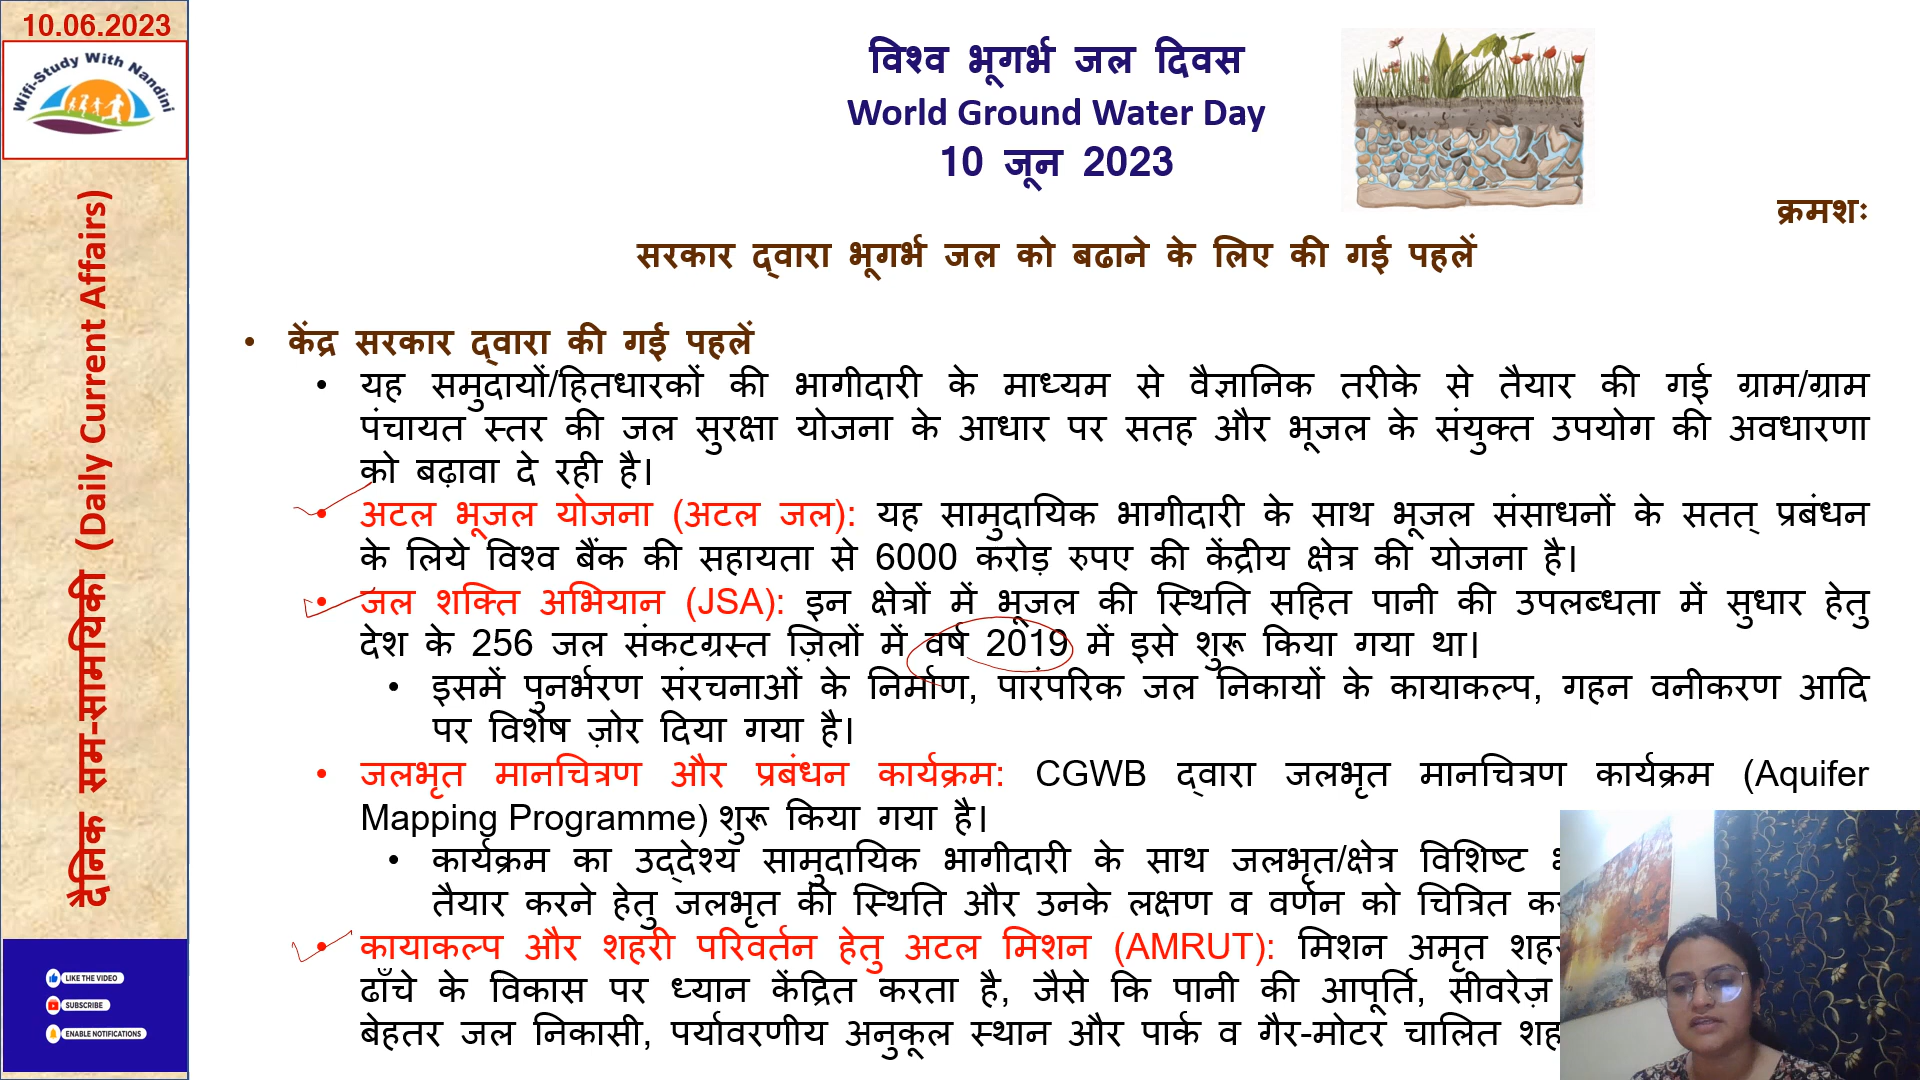 10.06.2023
Wifi-Study With Nandini
दैनिक सम-सामयिकी (Daily Current Affairs)
LIKE THE VIDEO
SUBSCRIBE
ENABLE NOTIFICATIONS
विश्व भूगर्भ जल दिवस
World Ground Water Day
10 जून 2023
क्रमशः
सरकार द्वारा भूगर्भ जल को बढाने के लिए की गई पहलें
• केंद्र सरकार द्वारा की गई पहलें
• यह समुदायों/हितधारकों की भागीदारी के माध्यम से वैज्ञानिक तरीके से तैयार की गई ग्राम/ग्राम
पंचायत स्तर की जल सुरक्षा योजना के आधार पर सतह और भूजल के संयुक्त उपयोग की अवधारणा
को बढ़ावा दे रही है।
• अटल भूजल योजना (अटल जल): यह सामुदायिक भागीदारी के साथ भूजल संसाधनों के सतत् प्रबंधन
के लिये विश्व बैंक की सहायता से 6000 करोड़ रुपए की केंद्रीय क्षेत्र की योजना है।
• जल शक्ति अभियान (JSA): इन क्षेत्रों में भूजल की स्थिति सहित पानी की उपलब्धता में सुधार हेतु
देश के 256 जल संकटग्रस्त ज़िलों में वर्ष 2019 में इसे शुरू किया गया था।
• इसमें पुनर्भरण संरचनाओं के निर्माण, पारंपरिक जल निकायों के कायाकल्प, गहन वनीकरण आदि
पर विशेष ज़ोर दिया गया है।
• जलभृत मानचित्रण और प्रबंधन कार्यक्रम: CGWB द्वारा जलभृत मानचित्रण कार्यक्रम (Aquifer
Mapping Programme) शुरू किया गया है।
• कार्यक्रम का उद्देश्य सामुदायिक भागीदारी के साथ जलभृत/क्षेत्र विशिष्ट
तैयार करने हेतु जलभृत की स्थिति और उनके लक्षण व वर्णन को चित्रित
• कायाकल्प और शहरी परिवर्तन हेतु अटल मिशन (AMRUT): मिशन अमृत
ढाँचे के विकास पर ध्यान केंद्रित करता है, जैसे कि पानी की आपूर्ति, सीवरेज़
बेहतर जल निकासी, पर्यावरणीय अनुकूल स्थान और पार्क व गैर-मोटर चालित